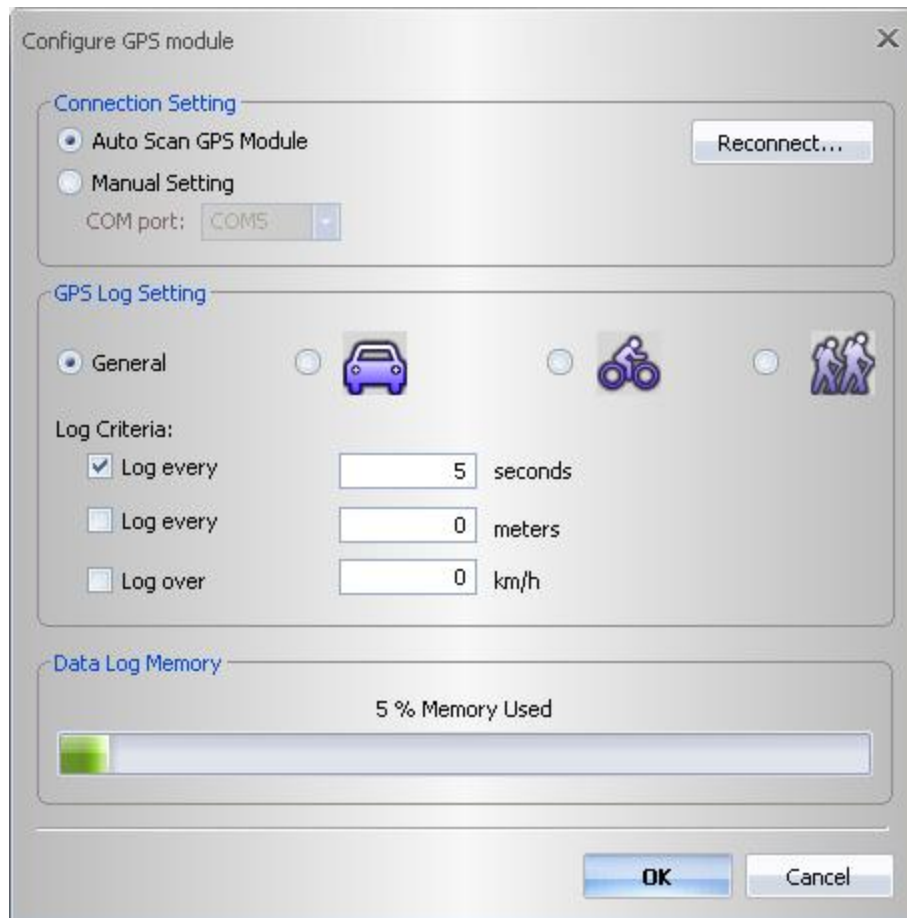 Configure GPS module
Connection Setting
Auto Scan GPS Module
Reconnect...
Manual Setting
COM port: COM5
GPS Log Setting
General
Log Criteria:
Log every 5 seconds
Log every 0 meters
Log over 0 km/h
Data Log Memory
5 % Memory Used
OK Cancel